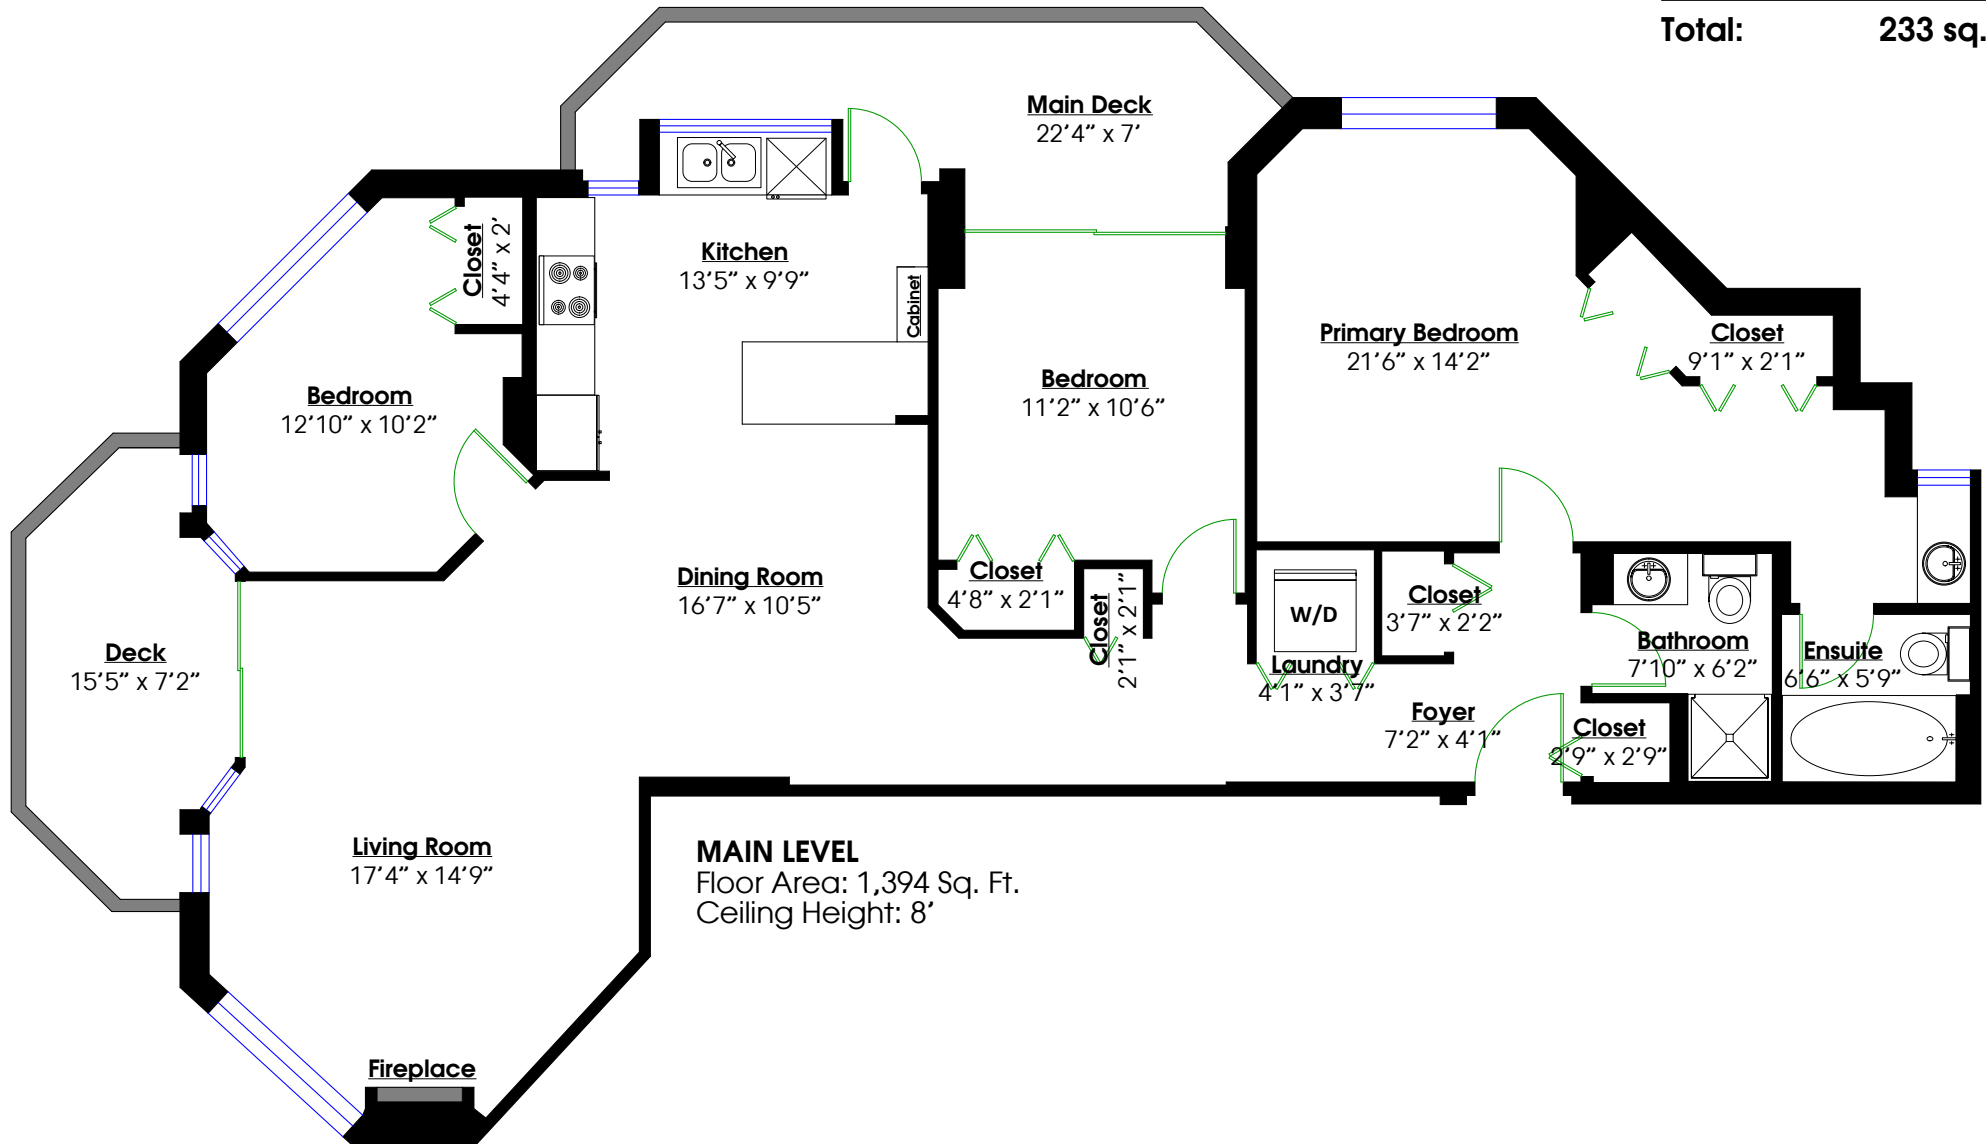 Total: 233 sq.
Main Deck
22'4" x 7'
Kitchen
13'5" x 9'9"
Cabinet
Closet
4'4" x 2'
Bedroom
12'10" x 10'2"
Bedroom
11'2" x 10'6"
Primary Bedroom
21'6" x 14'2"
Closet
9'1" x 2'1"
Dining Room
16'7" x 10'5"
Closet
4'8" x 2'1"
Closet
2'1" x 2'1"
W/D
Laundry
4'1" x 3'7"
Closet
3'7" x 2'2"
Bathroom
7'10" x 6'2"
Ensuite
6'6" x 5'9"
Deck
15'5" x 7'2"
Foyer
7'2" x 4'1"
Closet
2'9" x 2'9"
Living Room
17'4" x 14'9"
MAIN LEVEL
Floor Area: 1,394 Sq. Ft.
Ceiling Height: 8'
Fireplace